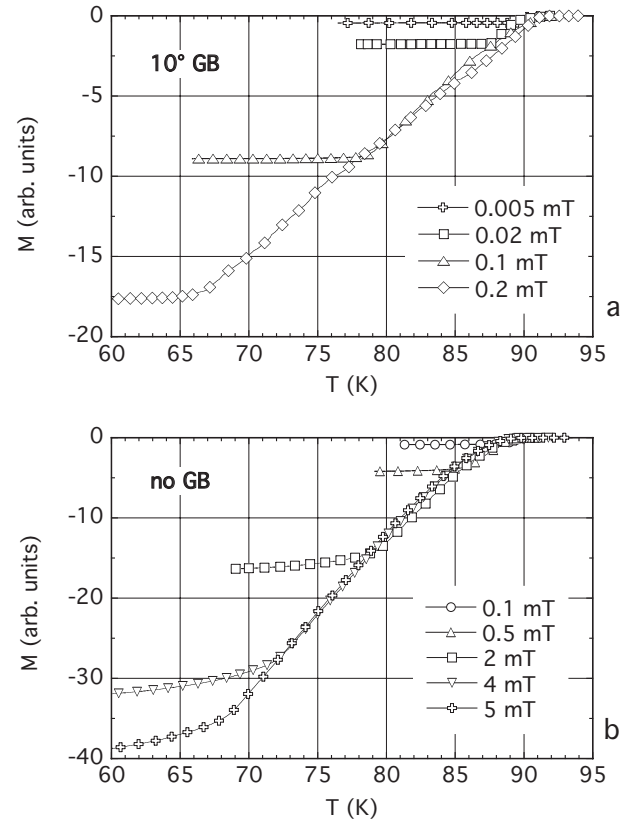 0
-5
-10
-15
-20
M (arb. units)
10° GB
0.005 mT
0.02 mT
0.1 mT
0.2 mT
60 65 70 75 80 85 90 95
T (K)
a
0
-10
-20
-30
-40
M (arb. units)
no GB
0.1 mT
0.5 mT
2 mT
4 mT
5 mT
60 65 70 75 80 85 90 95
T (K)
b